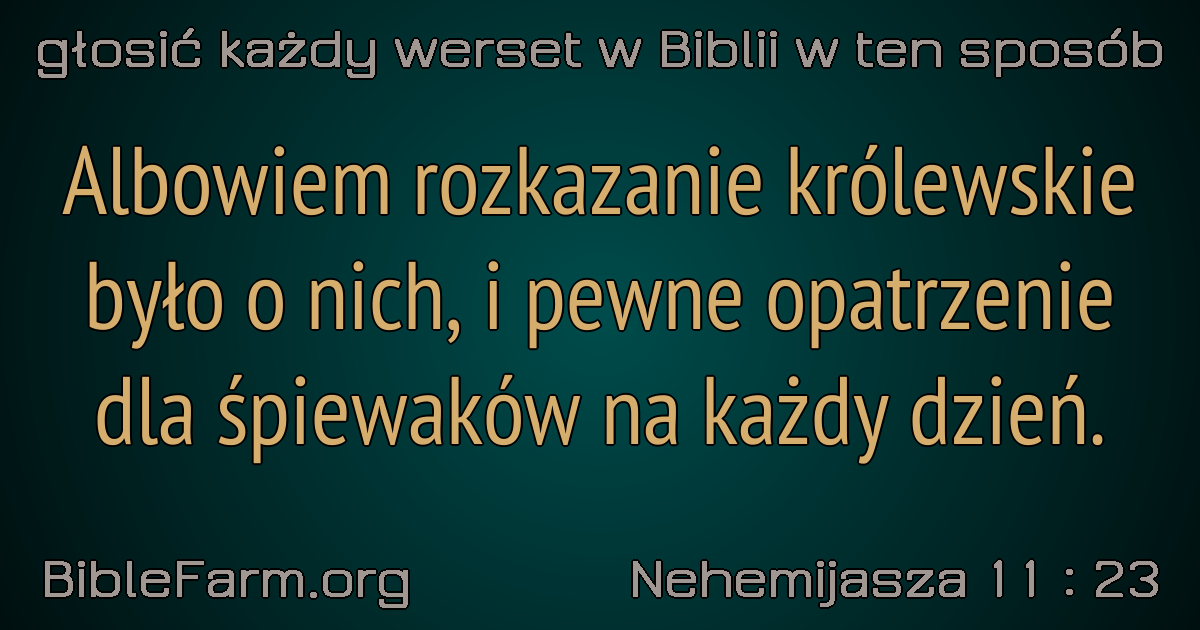 głosić każdy werset w Biblii w ten sposób
Albowiem rozkazanie królewskie
było o nich, i pewne opatrzenie
dla śpiewaków na każdy dzień.
BibleFarm.org
Nehemijasza 11 : 23